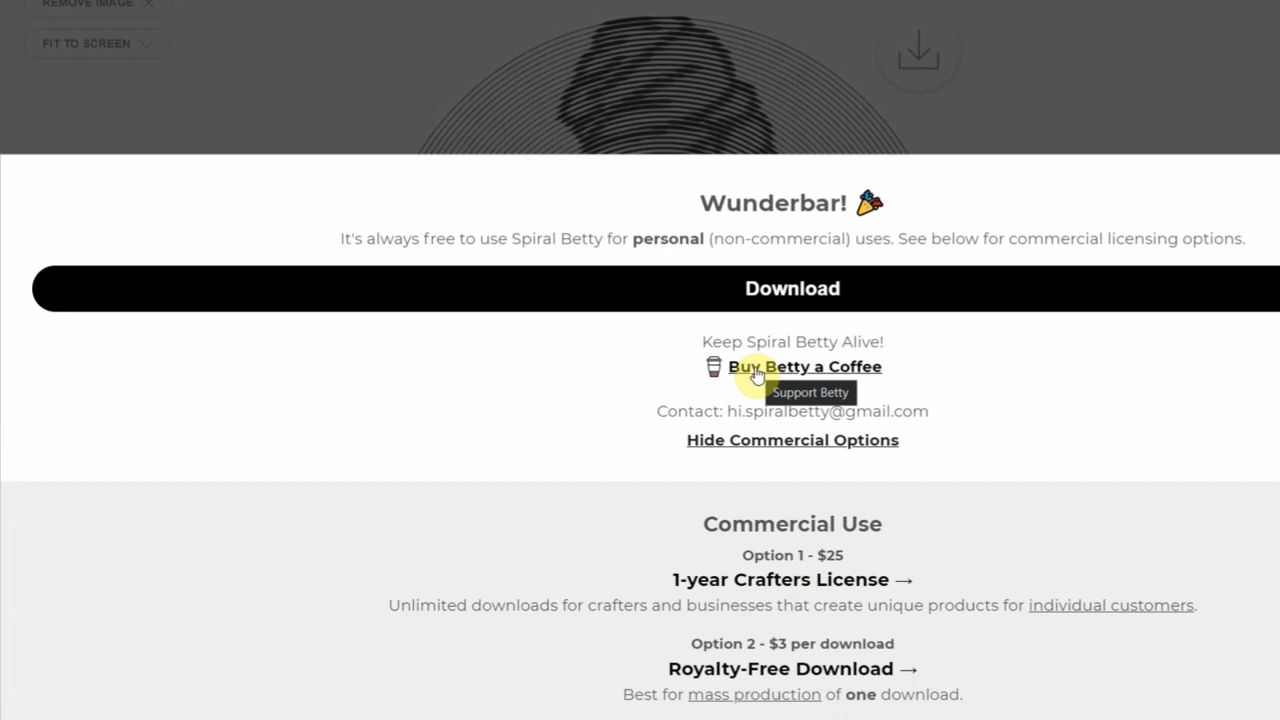 REMOVE IMAGE
FIT TO SCREEN
Wunderbar!
It's always free to use Spiral Betty for personal (non-commercial) uses. See below for commercial licensing options.
Download
Keep Spiral Betty Alive!
Buy Betty a Coffee
Support Betty
Contact: hi.spiralbetty@gmail.com
Hide Commercial Options
Commercial Use
Option 1 - $25
1-year Crafters License →
Unlimited downloads for crafters and businesses that create unique products for individual customers.
Option 2 - $3 per download
Royalty-Free Download →
Best for mass production of one download.